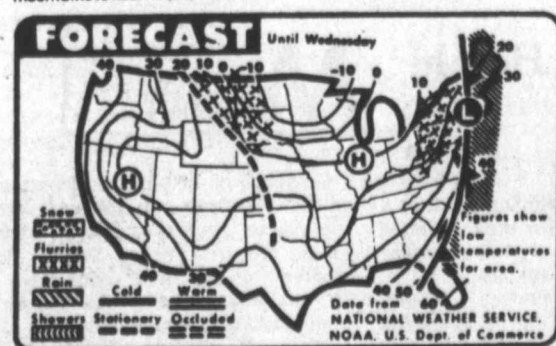 FORECAST
Until Wednesday
40 30 20 10 0 -10 -10 0 10 20 30
L
H
H
40
Snow
Flurries
Rain
Showers
Cold
Warm
Stationary
Occluded
40 40 50 60
Figures show
low
temperatures
for area.
Data from
NATIONAL WEATHER SERVICE,
NOAA, U.S. Dept. of Commerce